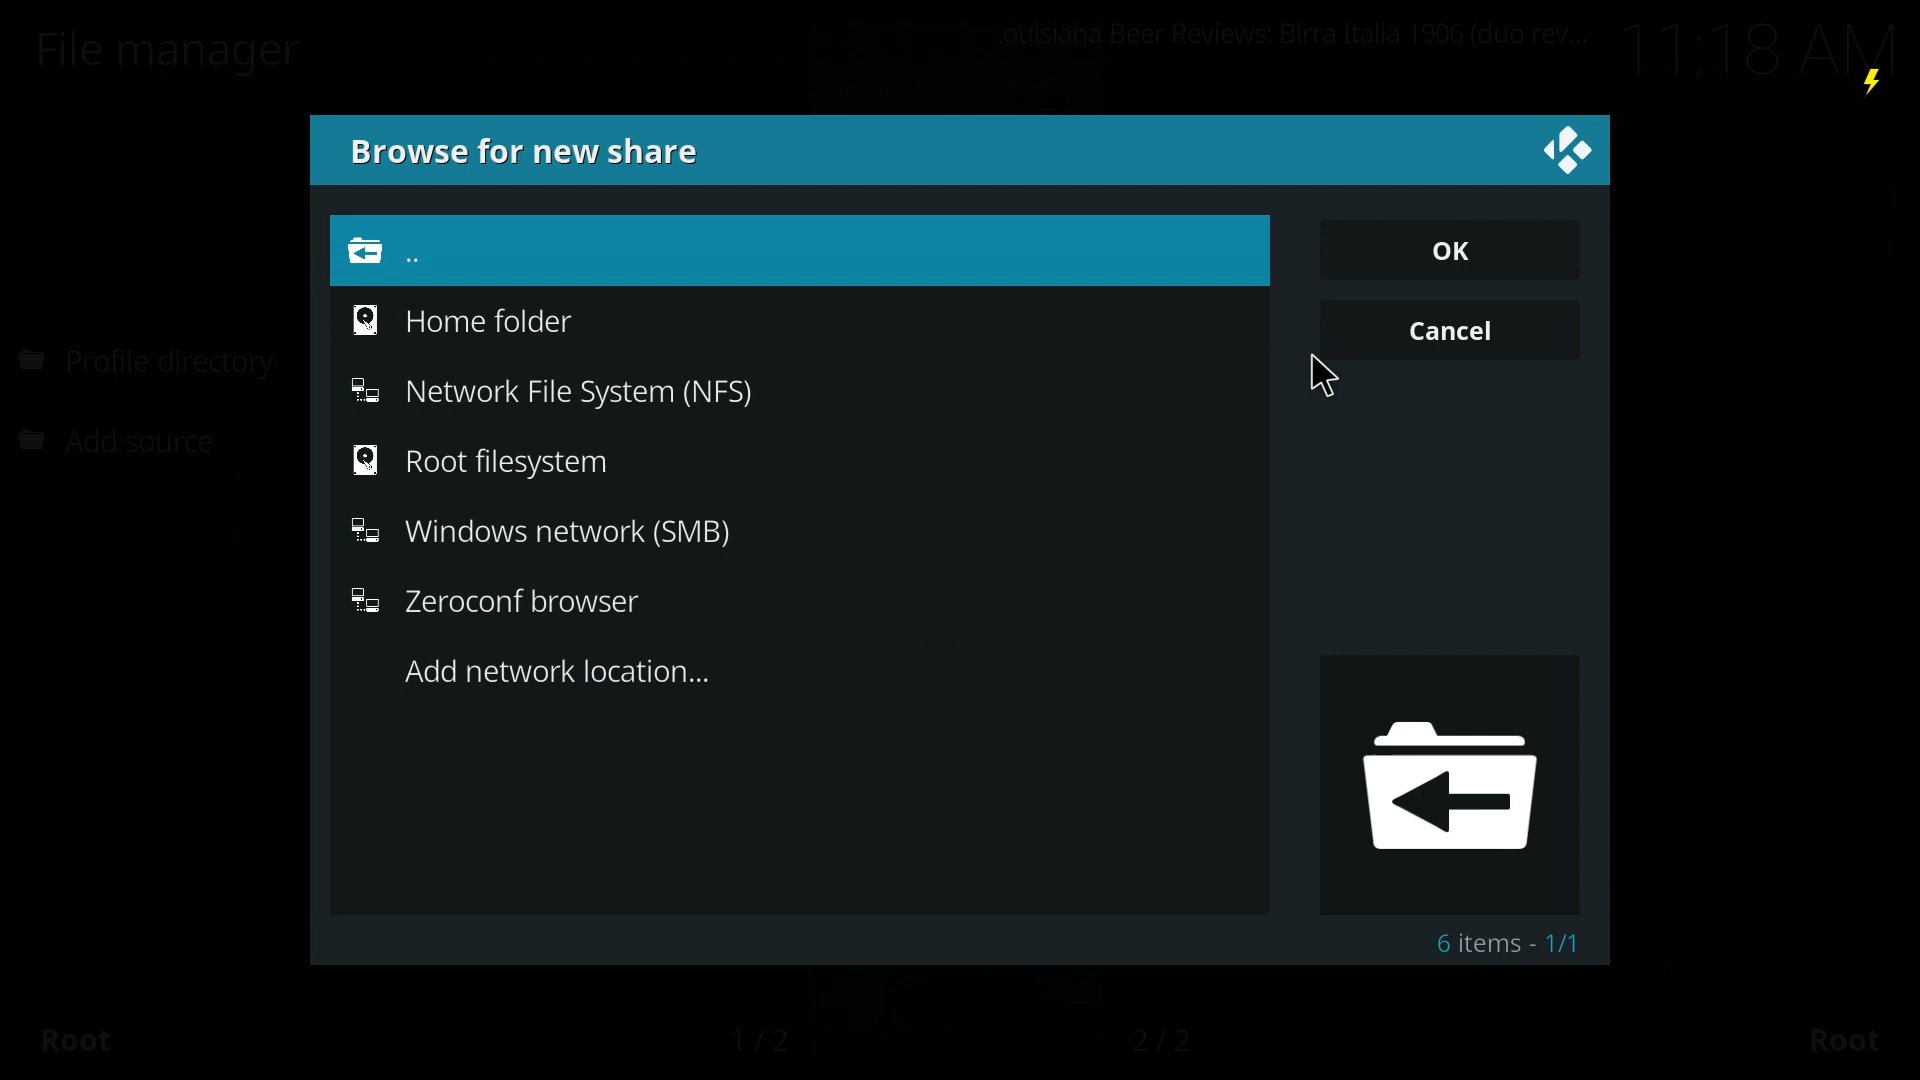 File manager
ouisiana Beer Reviews: Birra Italia 1906 (duo rev...
11:18 AM
Browse for new share
..
OK
Home folder
Cancel
Network File System (NFS)
Profile directory
Add source
Root filesystem
Windows network (SMB)
Zeroconf browser
Add network location...
6 items - 1/1
Root
1 / 2
2 / 2
Root